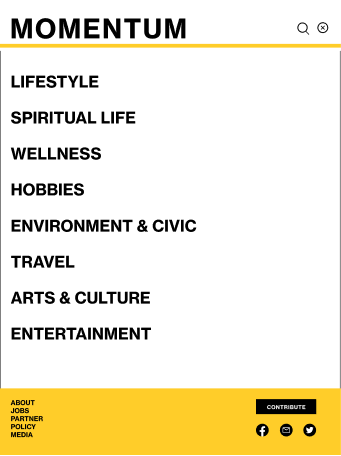 MOMENTUM
LIFESTYLE
SPIRITUAL LIFE
WELLNESS
HOBBIES
ENVIRONMENT & CIVIC
TRAVEL
ARTS & CULTURE
ENTERTAINMENT
ABOUT
JOBS
PARTNER
POLICY
MEDIA
CONTRIBUTE